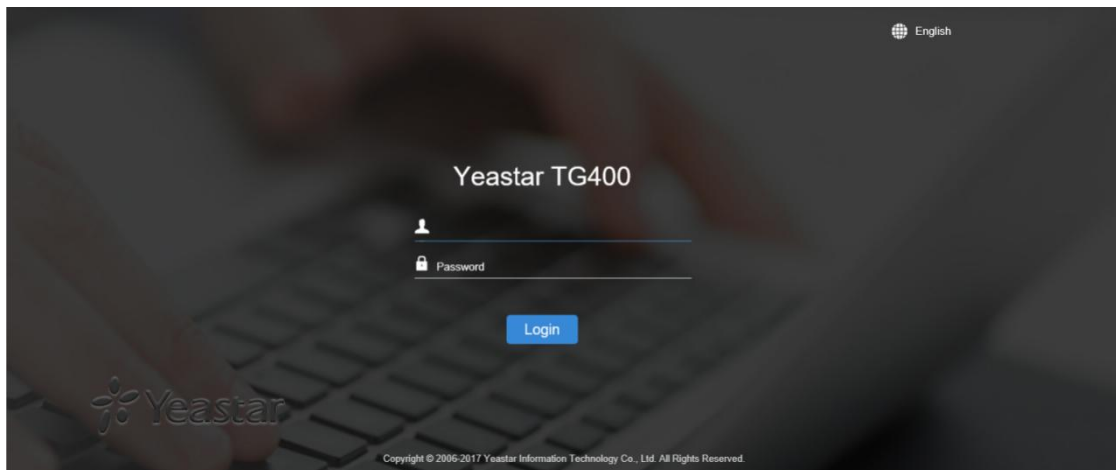 English
Yeastar TG400
Password
Login
Yeastar
Copyright © 2006-2017 Yeastar Information Technology Co., Ltd. All Rights Reserved.